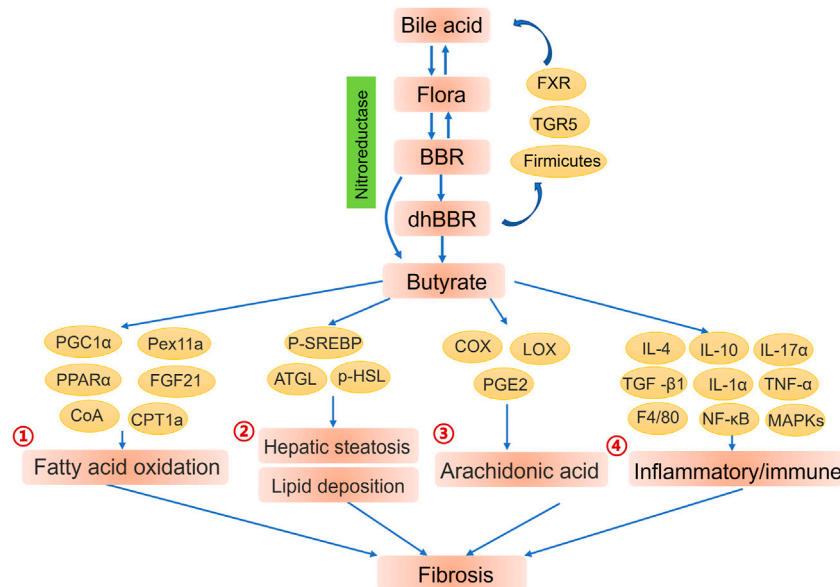 Bile acid
Nitroreductase
Flora
BBR
dhBBR
FXR
TGR5
Firmicutes
Butyrate
PGC1α
Pex11a
PPARα
FGF21
CoA
CPT1a
P-SREBP
ATGL
p-HSL
COX
LOX
PGE2
IL-4
IL-10
IL-17α
TGF -β1
IL-1α
TNF-α
F4/80
NF-κB
MAPKs
①
Fatty acid oxidation
②
Hepatic steatosis
Lipid deposition
③
Arachidonic acid
④
Inflammatory/immune
Fibrosis